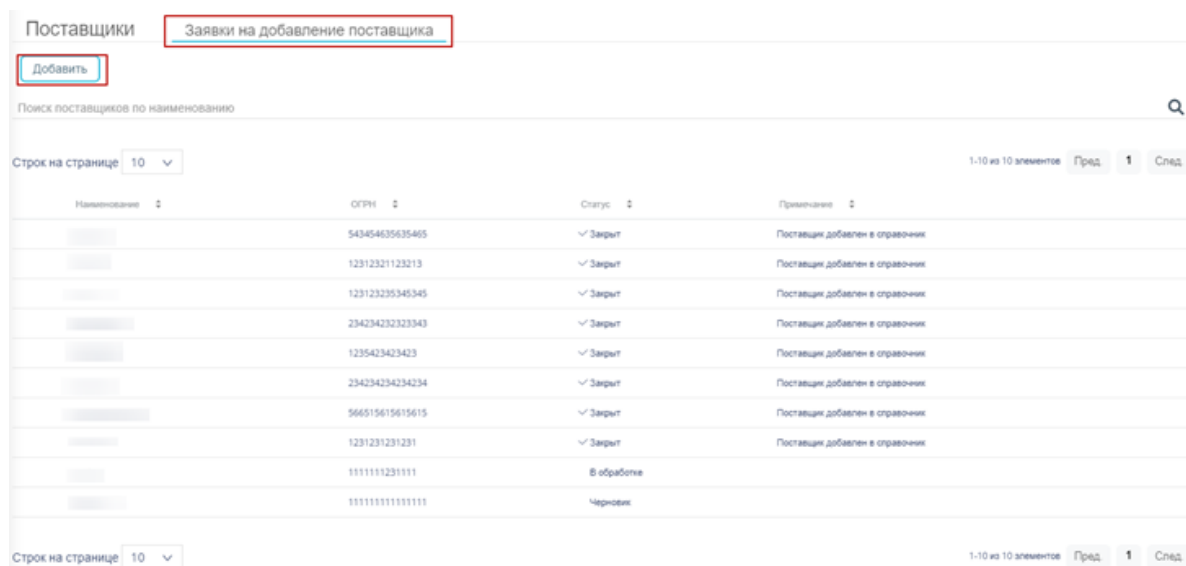 Поставщики Заявки на добавление поставщика
Добавить
Поиск поставщиков по наименованию
Строк на странице 10 1-10 из 10 элементов Пред. 1 След.
Наименование ОГРН Статус Примечание
543454635635465 Закрыт Поставщик добавлен в справочник
12312321123213 Закрыт Поставщик добавлен в справочник
123123235345345 Закрыт Поставщик добавлен в справочник
234234232323343 Закрыт Поставщик добавлен в справочник
1235423423423 Закрыт Поставщик добавлен в справочник
234234234234234 Закрыт Поставщик добавлен в справочник
566515615615615 Закрыт Поставщик добавлен в справочник
1231231231231 Закрыт Поставщик добавлен в справочник
1111111231111 В обработке
111111111111111 Черновик
Строк на странице 10 1-10 из 10 элементов Пред. 1 След.